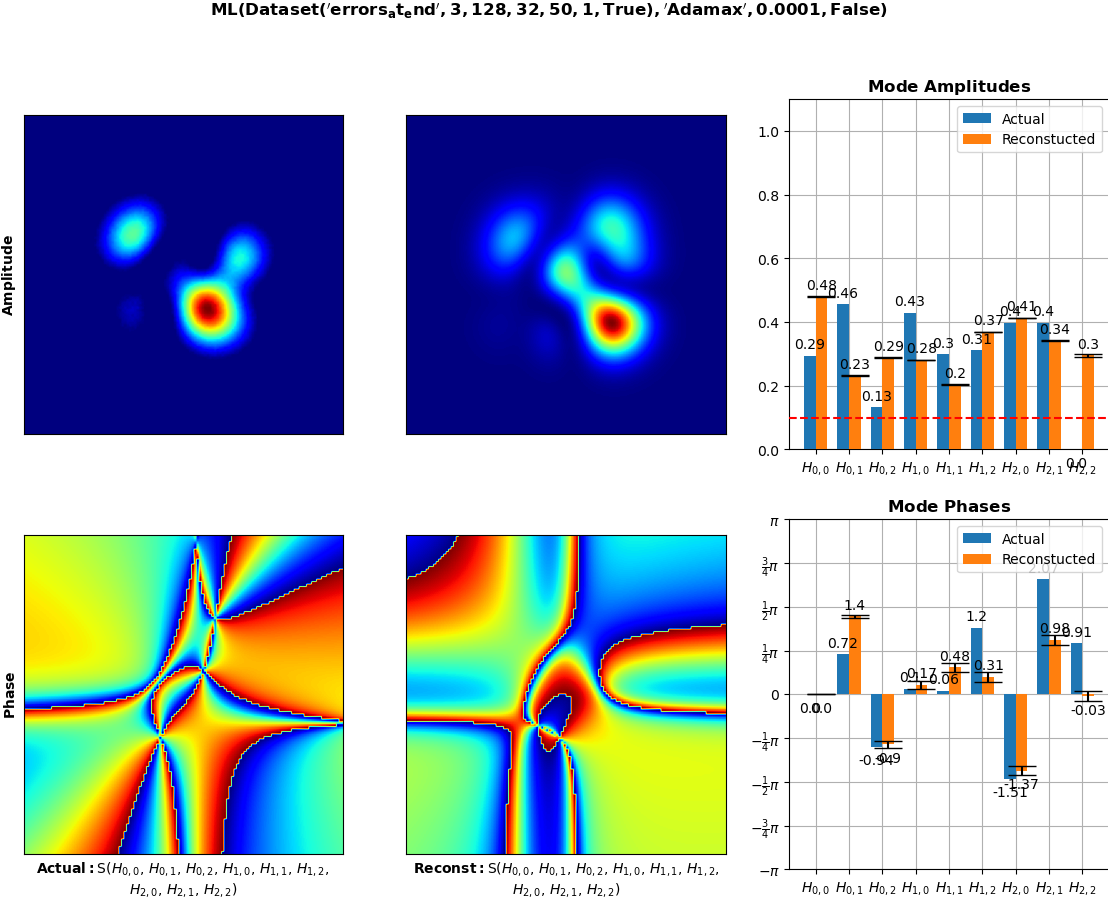 ML(Dataset('errors_at_end', 3, 128, 32, 50, 1, True), 'Adamax', 0.0001, False)
Amplitude
Mode Amplitudes
Actual
Reconstucted
1.0
0.8
0.6
0.4
0.2
0.0
0.29
0.48
0.46
0.23
0.13
0.29
0.43
0.28
0.3
0.2
0.31
0.37
0.4
0.41
0.4
0.34
0.0
0.3
H0,0 H0,1 H0,2 H1,0 H1,1 H1,2 H2,0 H2,1 H2,2
Phase
Mode Phases
Actual
Reconstucted
π
3/4π
1/2π
1/4π
0
−1/4π
−1/2π
−3/4π
−π
0.0
0.0
0.72
1.4
-0.94
-0.9
0.17
0.06
0.48
1.2
0.31
-1.51
-1.37
2.07
0.98
0.91
-0.03
H0,0 H0,1 H0,2 H1,0 H1,1 H1,2 H2,0 H2,1 H2,2
Actual: S(H0,0, H0,1, H0,2, H1,0, H1,1, H1,2,
H2,0, H2,1, H2,2)
Reconst: S(H0,0, H0,1, H0,2, H1,0, H1,1, H1,2,
H2,0, H2,1, H2,2)